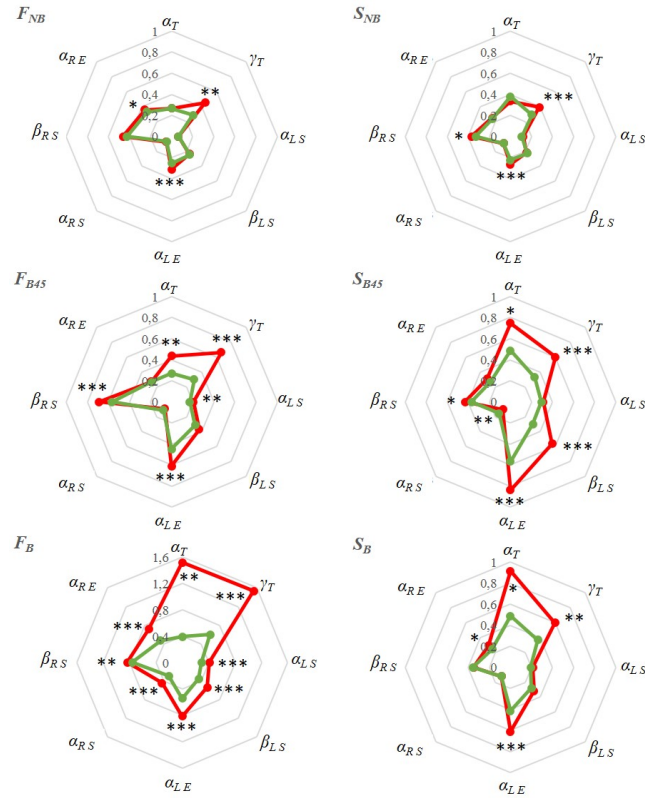 F_NB
α_T
1
0,8
0,6
0,4
0,2
0
γ_T
**
α_LS
β_LS
α_LE
***
α_RS
β_RS
α_RE
*
S_NB
α_T
1
0,8
0,6
0,4
0,2
0
γ_T
***
α_LS
β_LS
α_LE
***
α_RS
β_RS
*
α_RE
F_B45
α_T
1
0,8
0,6
0,4
0,2
0
**
γ_T
***
α_LS
**
β_LS
α_LE
***
α_RS
β_RS
***
α_RE
S_B45
α_T
1
0,8
0,6
0,4
0,2
0
*
γ_T
***
α_LS
β_LS
***
α_LE
***
α_RS
**
β_RS
*
α_RE
F_B
α_T
1,6
1,2
0,8
0,4
0
**
γ_T
***
α_LS
***
β_LS
***
α_LE
***
α_RS
***
β_RS
**
α_RE
***
S_B
α_T
1
0,8
0,6
0,4
0,2
0
*
γ_T
**
α_LS
β_LS
α_LE
***
α_RS
β_RS
α_RE
*